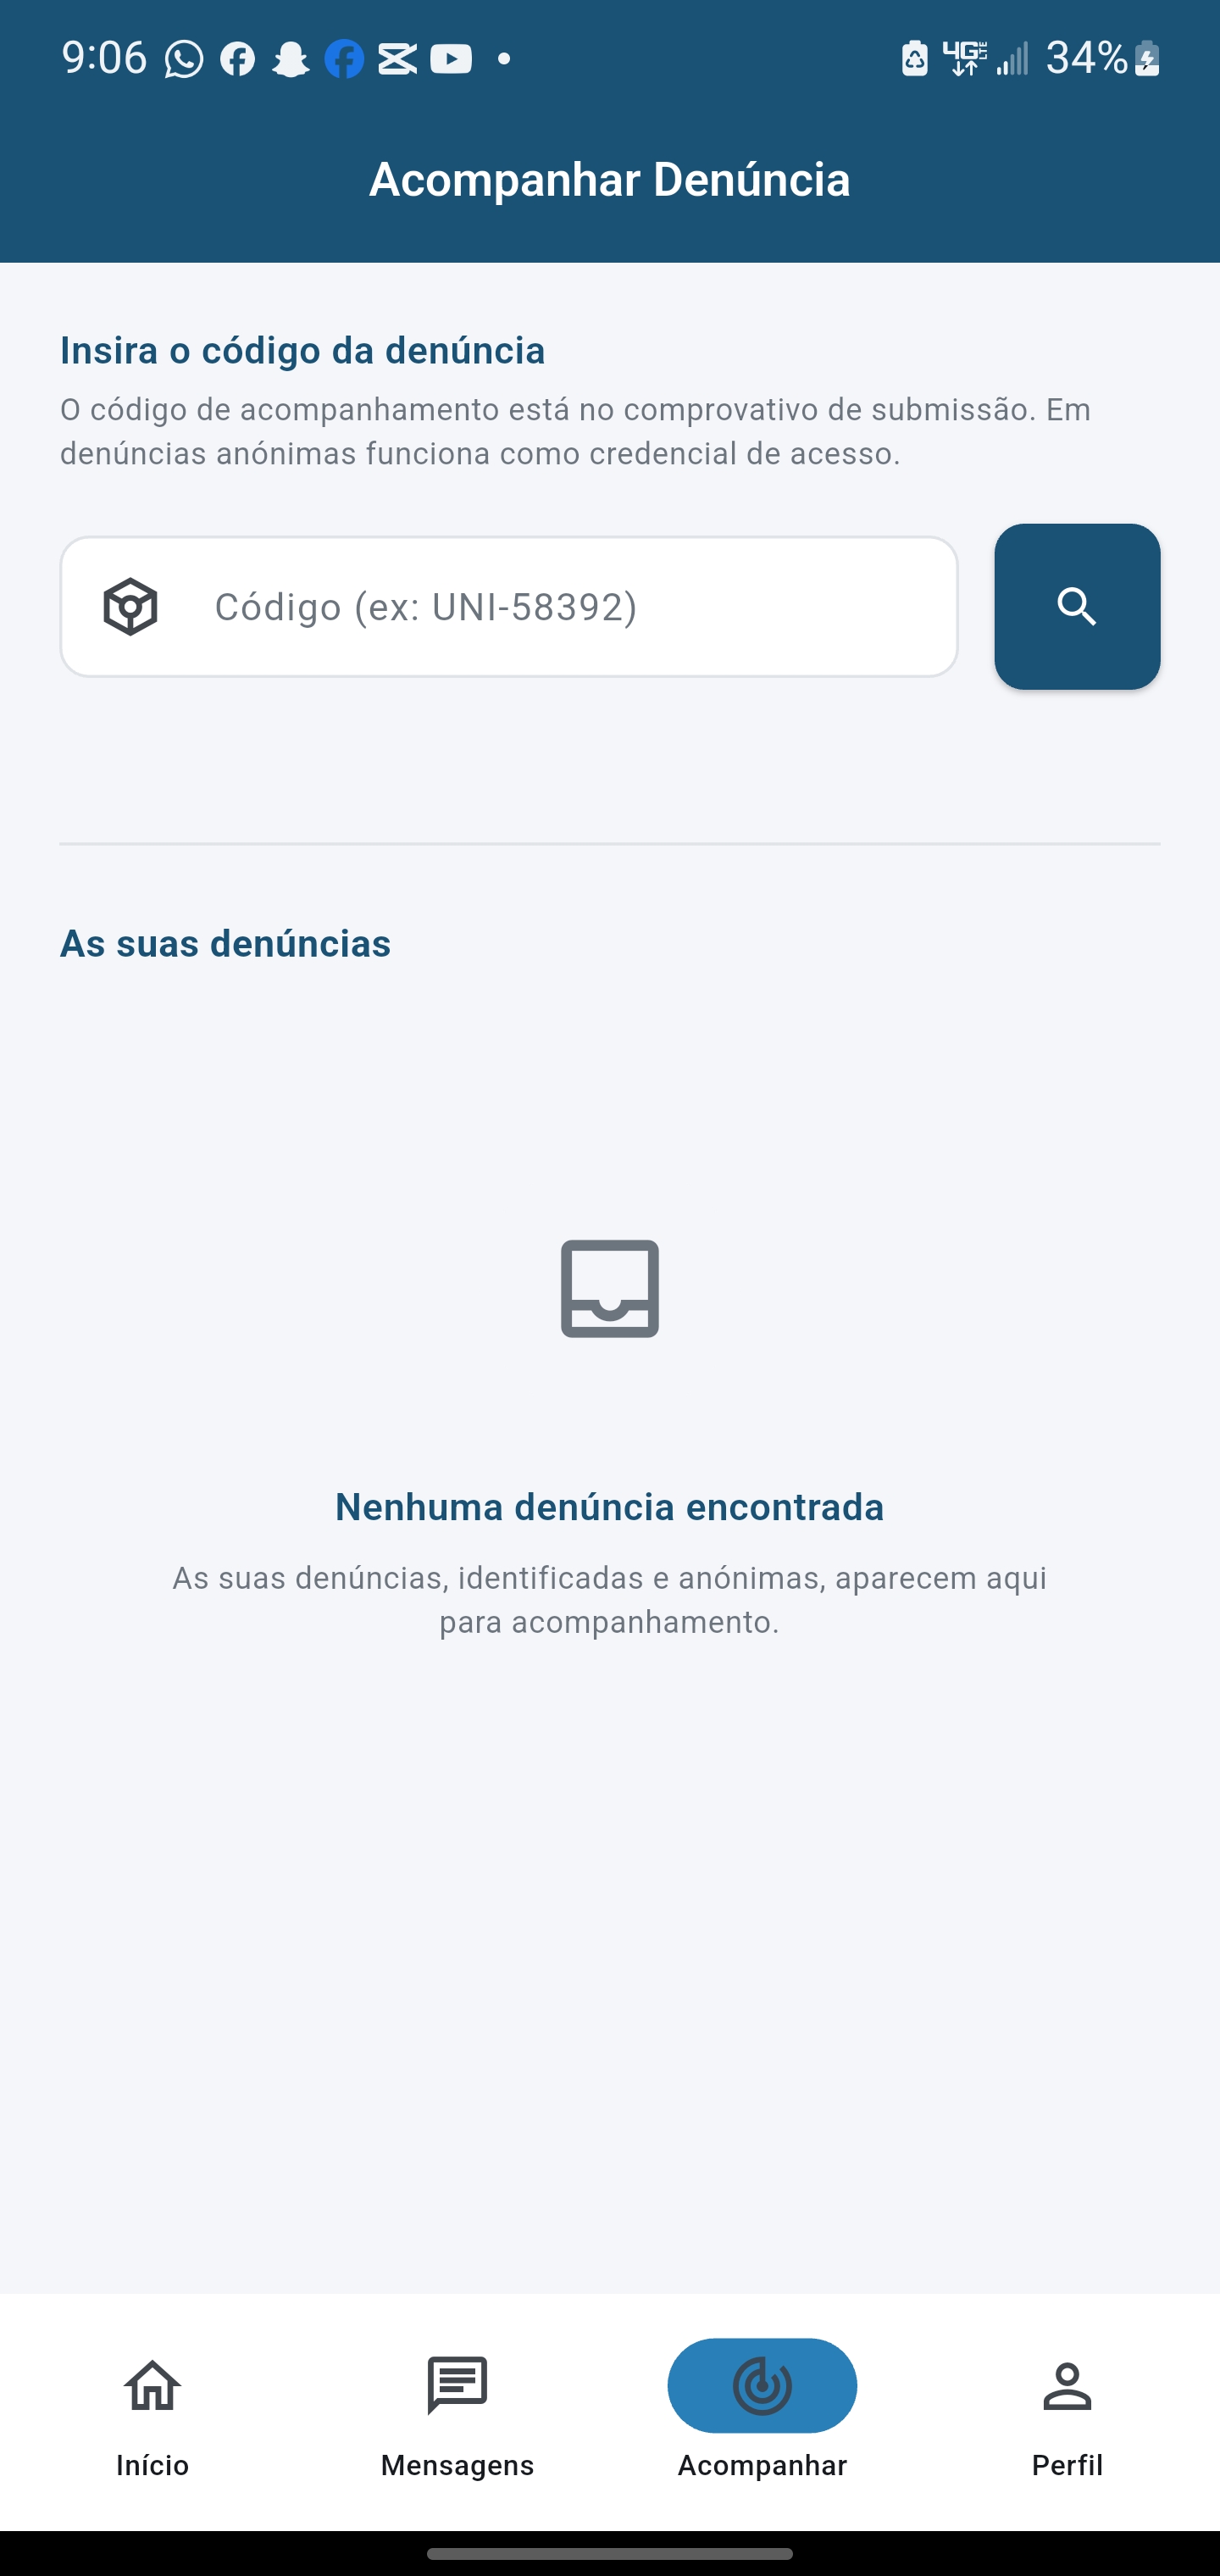 9:06
4G LTE
34%
Acompanhar Denúncia
Insira o código da denúncia
O código de acompanhamento está no comprovativo de submissão. Em
denúncias anónimas funciona como credencial de acesso.
Código (ex: UNI-58392)
As suas denúncias
Nenhuma denúncia encontrada
As suas denúncias, identificadas e anónimas, aparecem aqui
para acompanhamento.
Início
Mensagens
Acompanhar
Perfil